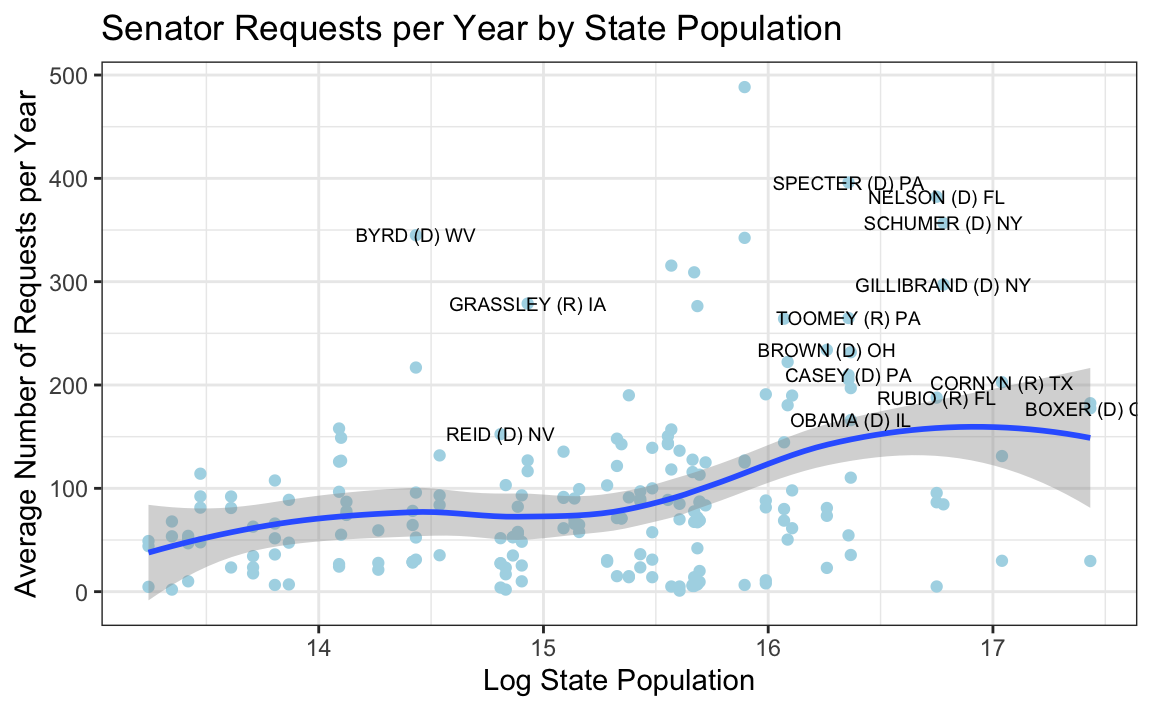 Senator Requests per Year by State Population
Average Number of Requests per Year
500
400
300
200
100
0
SPECTER (D) PA
NELSON (D) FL
SCHUMER (D) NY
BYRD (D) WV
GILLIBRAND (D) NY
GRASSLEY (R) IA
TOOMEY (R) PA
BROWN (D) OH
CASEY (D) PA
CORNYN (R) TX
RUBIO (R) FL
BOXER (D) C
OBAMA (D) IL
REID (D) NV
14
15
16
17
Log State Population